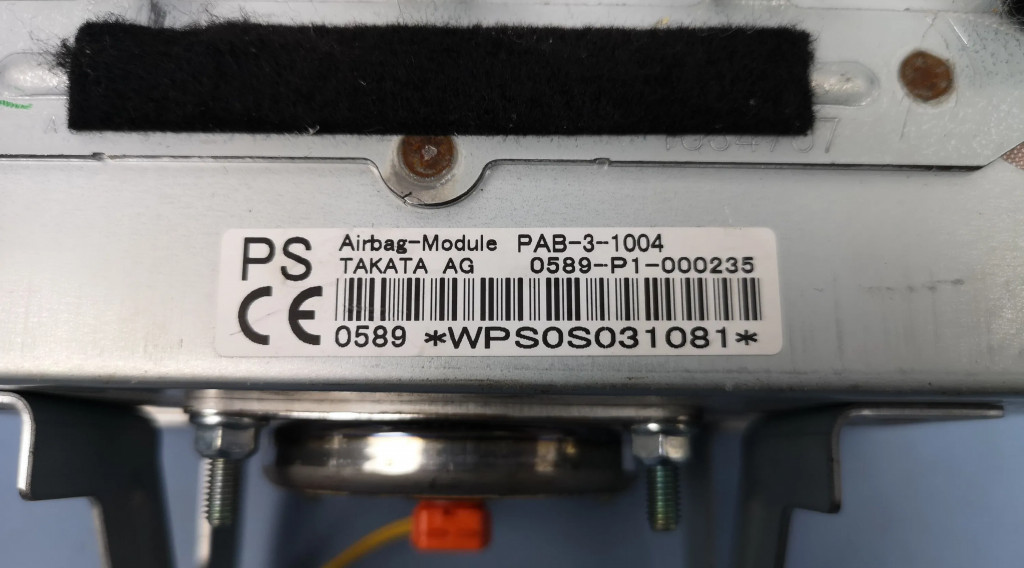 PS
Airbag-Module PAB-3-1004
TAKATA AG 0589-P1-000235
CE
0589 *WPS0S031081*